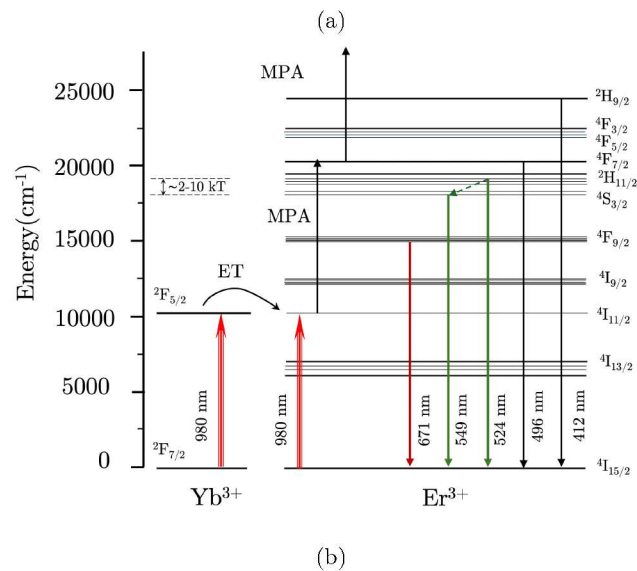 (a)
Energy(cm⁻¹)
25000
20000
15000
10000
5000
0
MPA
MPA
~2-10 kT
ET
²F₅/₂
²F₇/₂
980 nm
980 nm
671 nm
549 nm
524 nm
496 nm
412 nm
²H₉/₂
⁴F₃/₂
⁴F₅/₂
⁴F₇/₂
²H₁₁/₂
⁴S₃/₂
⁴F₉/₂
⁴I₉/₂
⁴I₁₁/₂
⁴I₁₃/₂
⁴I₁₅/₂
Yb³⁺
Er³⁺
(b)